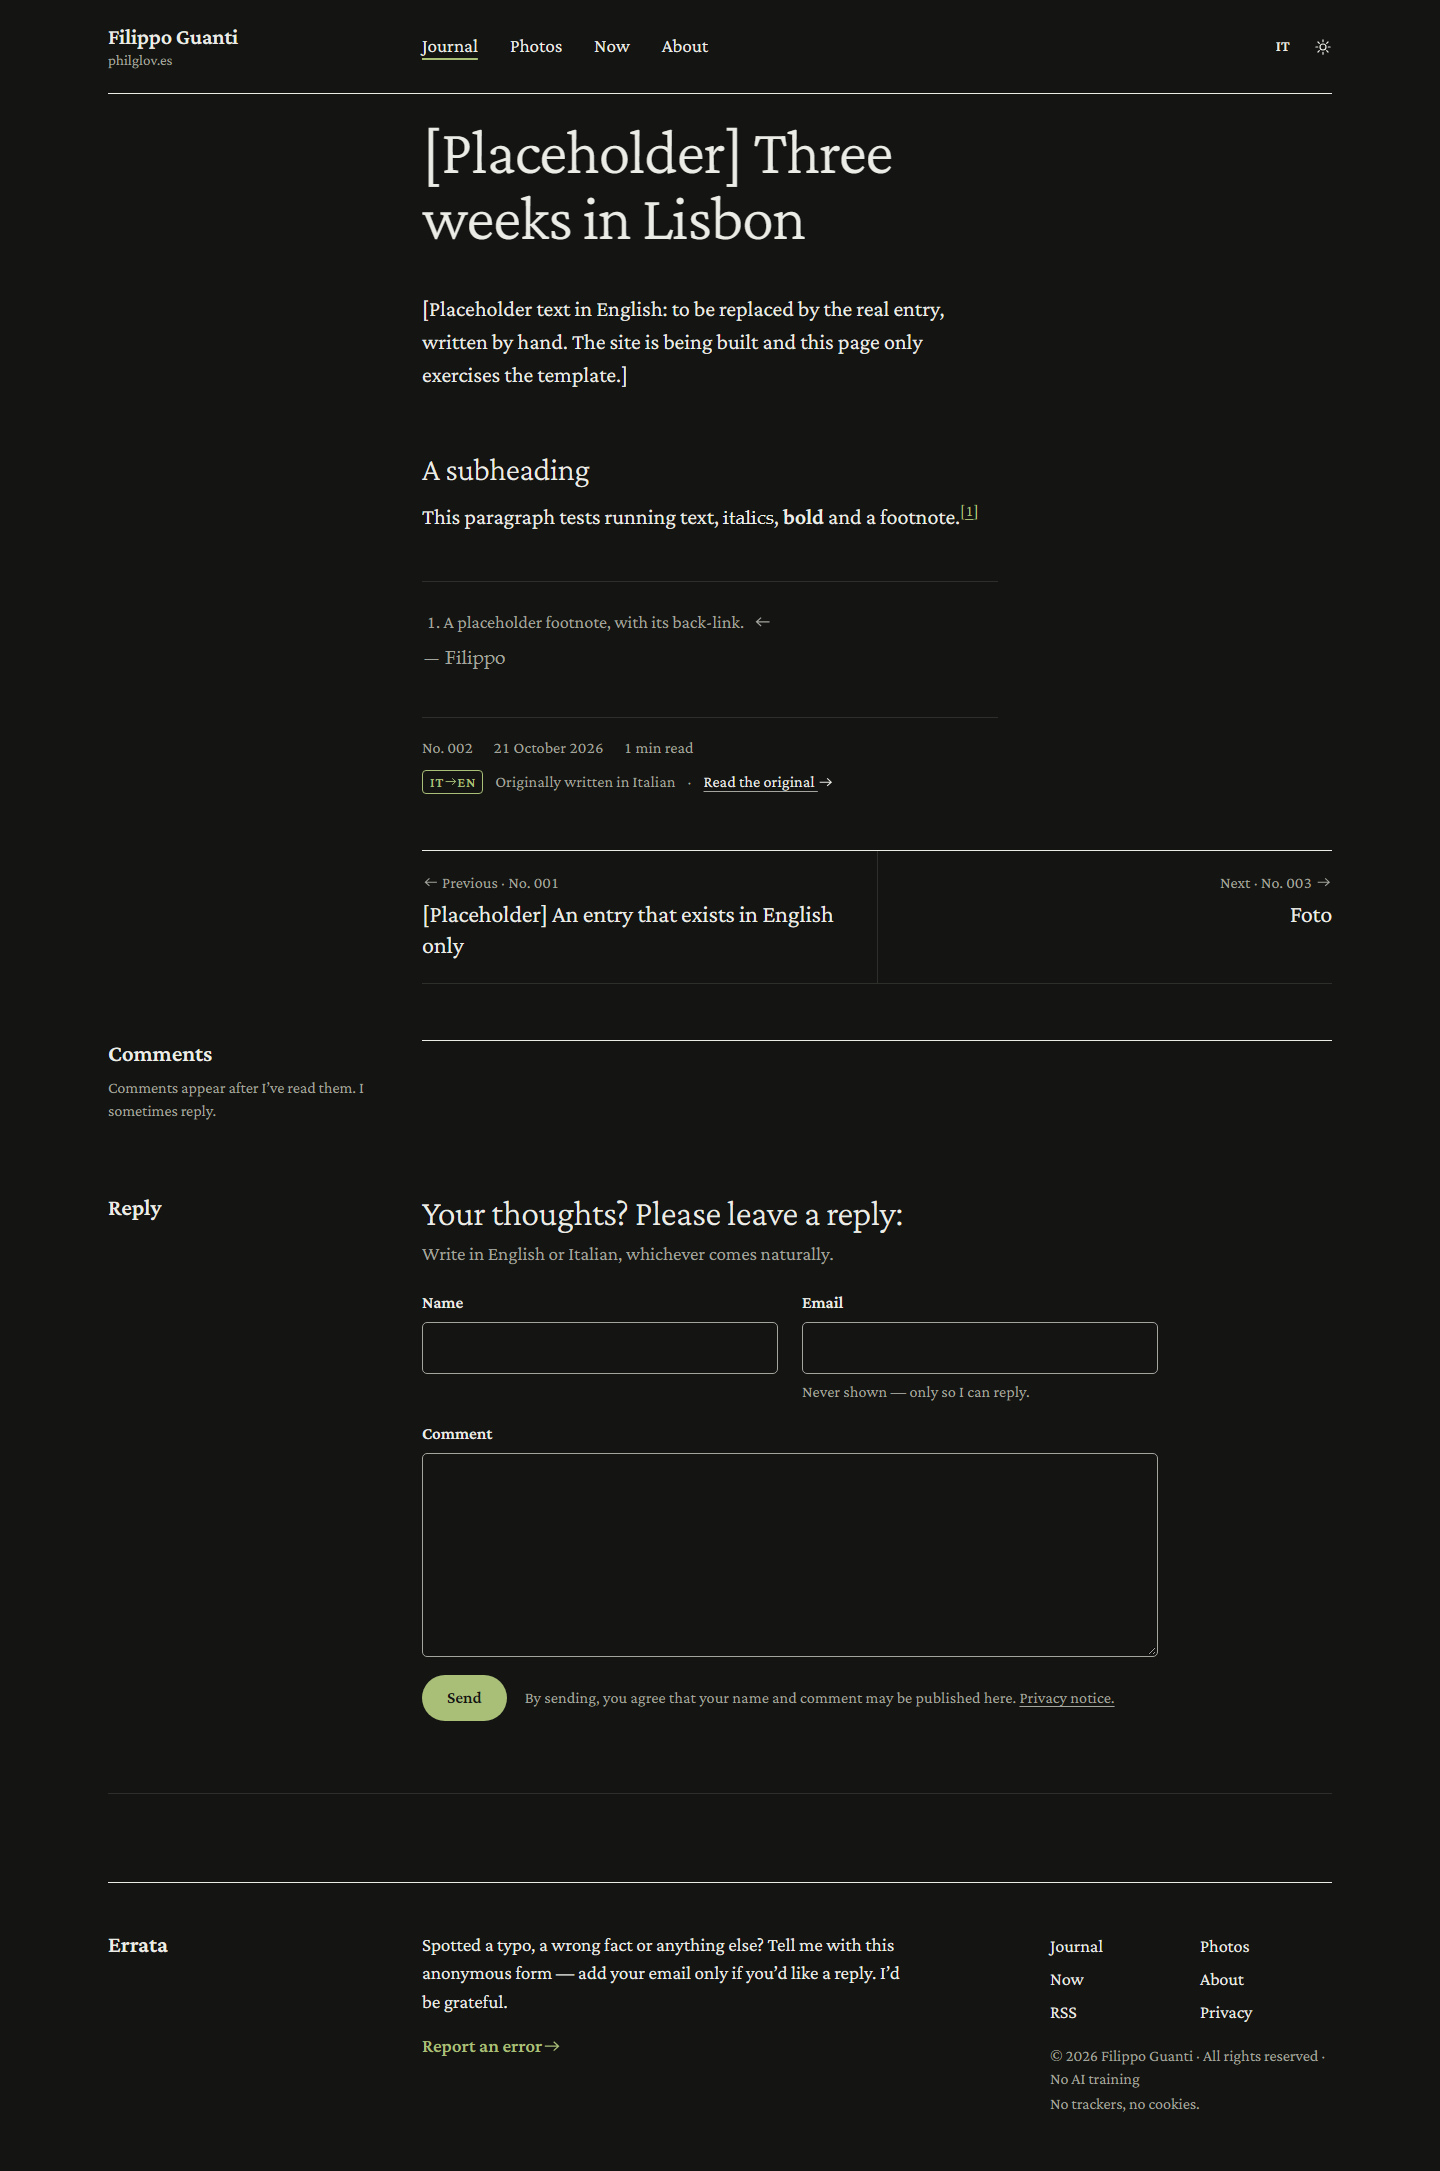 Filippo Guanti
philglov.es
Journal Photos Now About
IT
[Placeholder] Three
weeks in Lisbon
[Placeholder text in English: to be replaced by the real entry,
written by hand. The site is being built and this page only
exercises the template.]
A subheading
This paragraph tests running text, italics, bold and a footnote.[1]
1. A placeholder footnote, with its back-link. ←
— Filippo
No. 002 21 October 2026 1 min read
IT→EN Originally written in Italian · Read the original →
← Previous · No. 001
[Placeholder] An entry that exists in English
only
Next · No. 003 →
Foto
Comments
Comments appear after I’ve read them. I
sometimes reply.
Reply
Your thoughts? Please leave a reply:
Write in English or Italian, whichever comes naturally.
Name Email
Never shown — only so I can reply.
Comment
Send By sending, you agree that your name and comment may be published here. Privacy notice.
Errata
Spotted a typo, a wrong fact or anything else? Tell me with this
anonymous form — add your email only if you’d like a reply. I’d
be grateful.
Report an error→
Journal Photos
Now About
RSS Privacy
© 2026 Filippo Guanti · All rights reserved ·
No AI training
No trackers, no cookies.